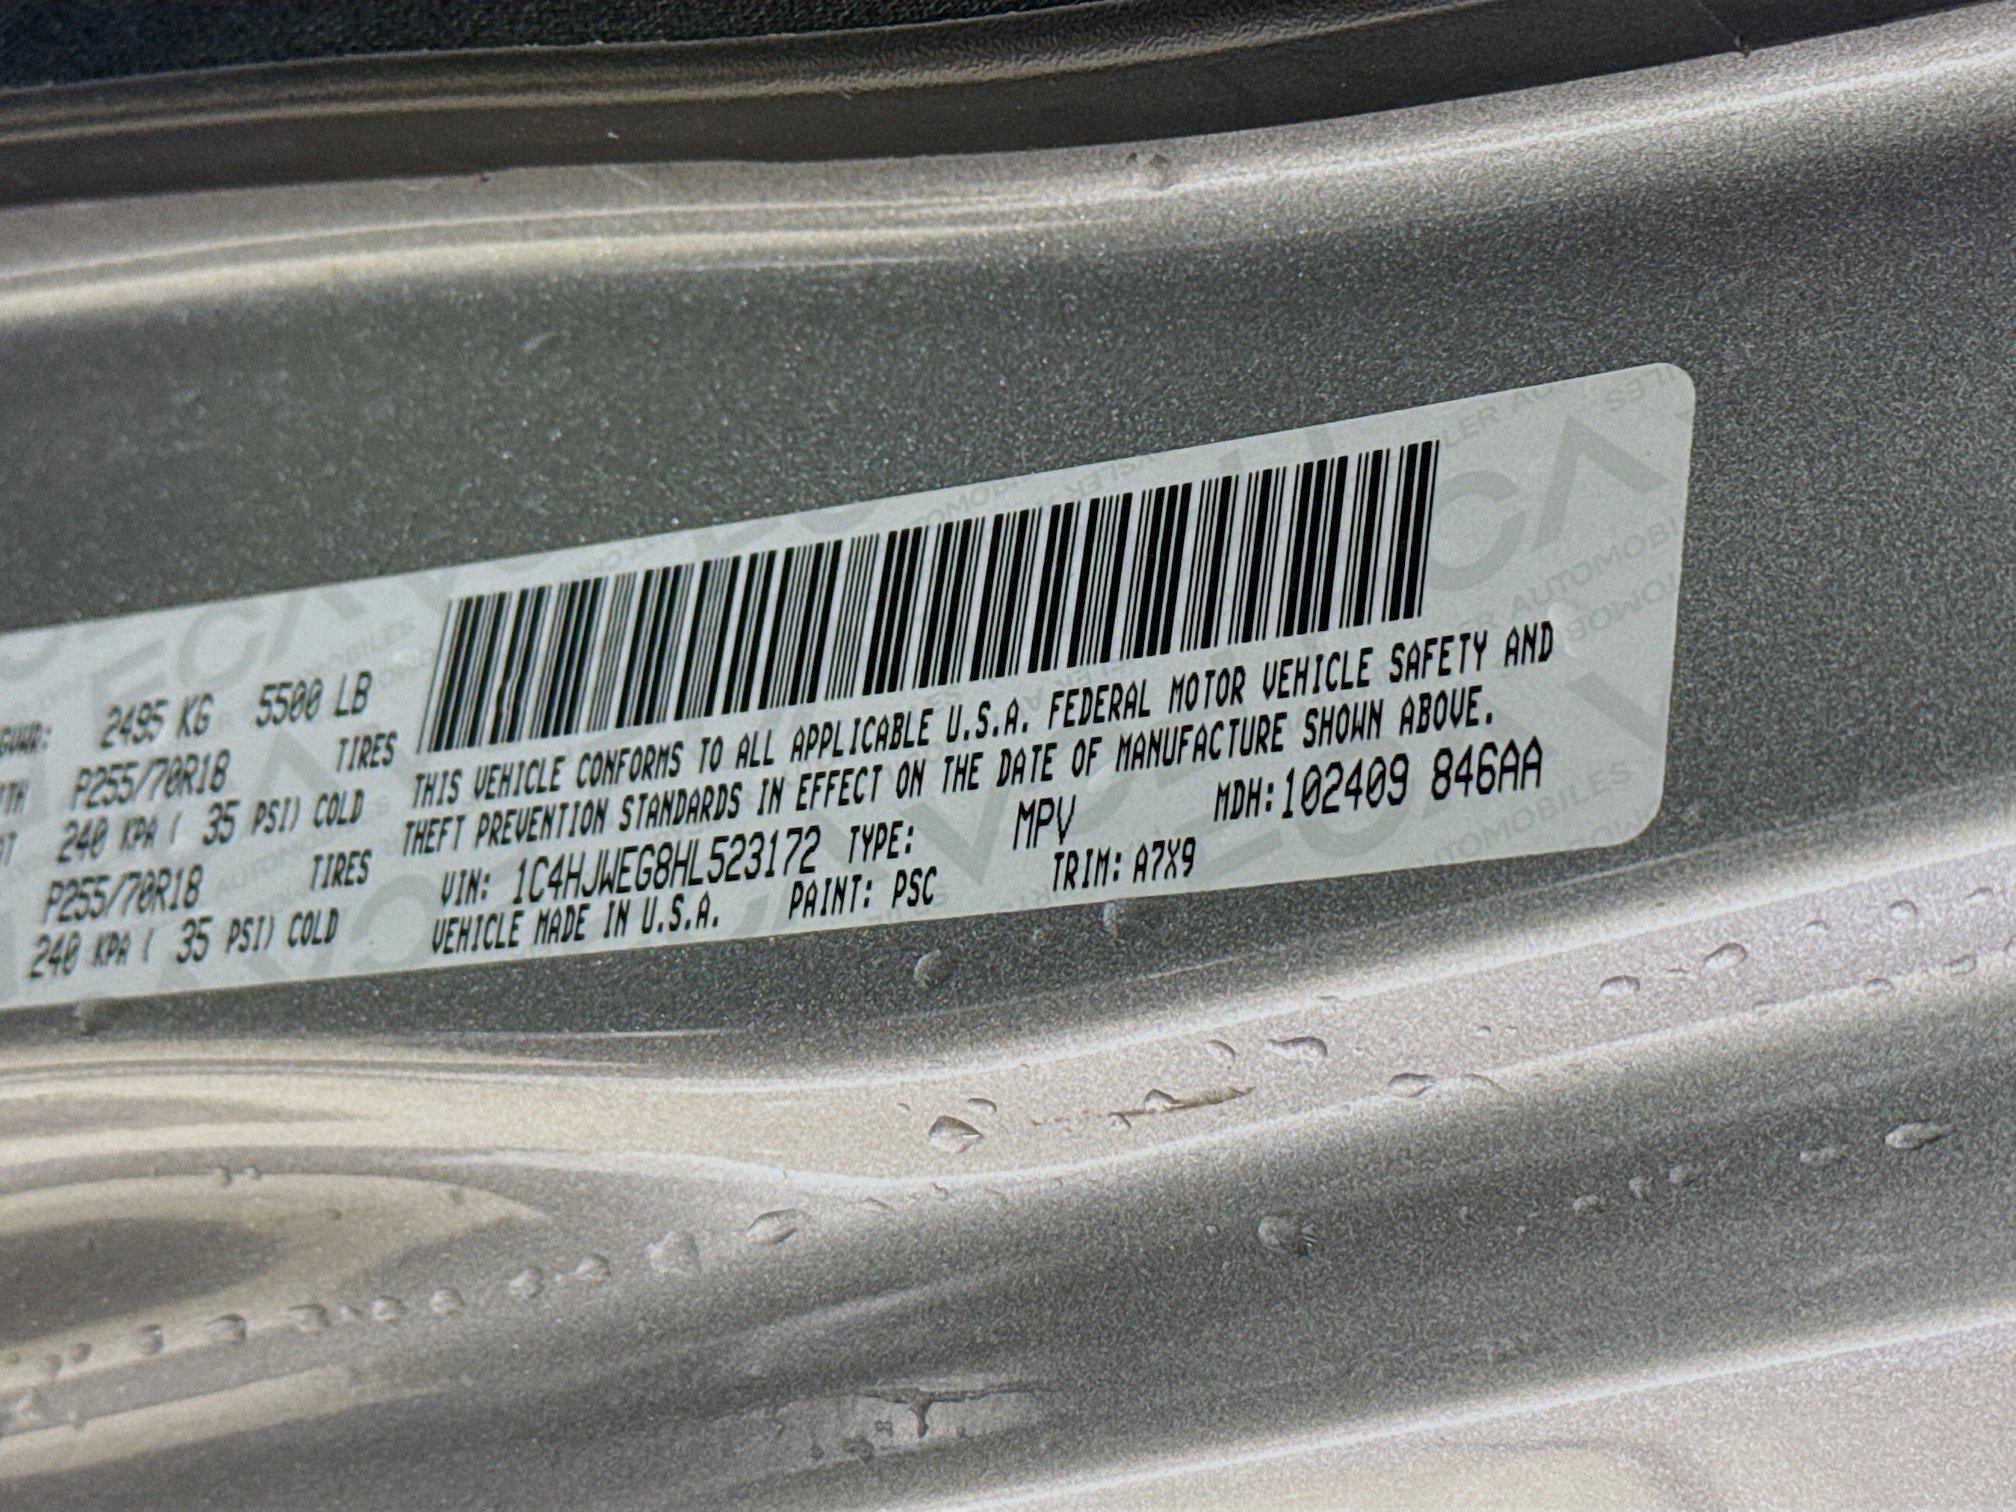 GVWR: 2495 KG 5500 LB
P255/70R18 TIRES
240 KPA ( 35 PSI) COLD
P255/70R18 TIRES
240 KPA ( 35 PSI) COLD
THIS VEHICLE CONFORMS TO ALL APPLICABLE U.S.A. FEDERAL MOTOR VEHICLE SAFETY AND
THEFT PREVENTION STANDARDS IN EFFECT ON THE DATE OF MANUFACTURE SHOWN ABOVE.
VIN: 1C4HJWEG8HL523172 TYPE: MPV MDH:102409 846AA
VEHICLE MADE IN U.S.A. PAINT: PSC TRIM: A7X9